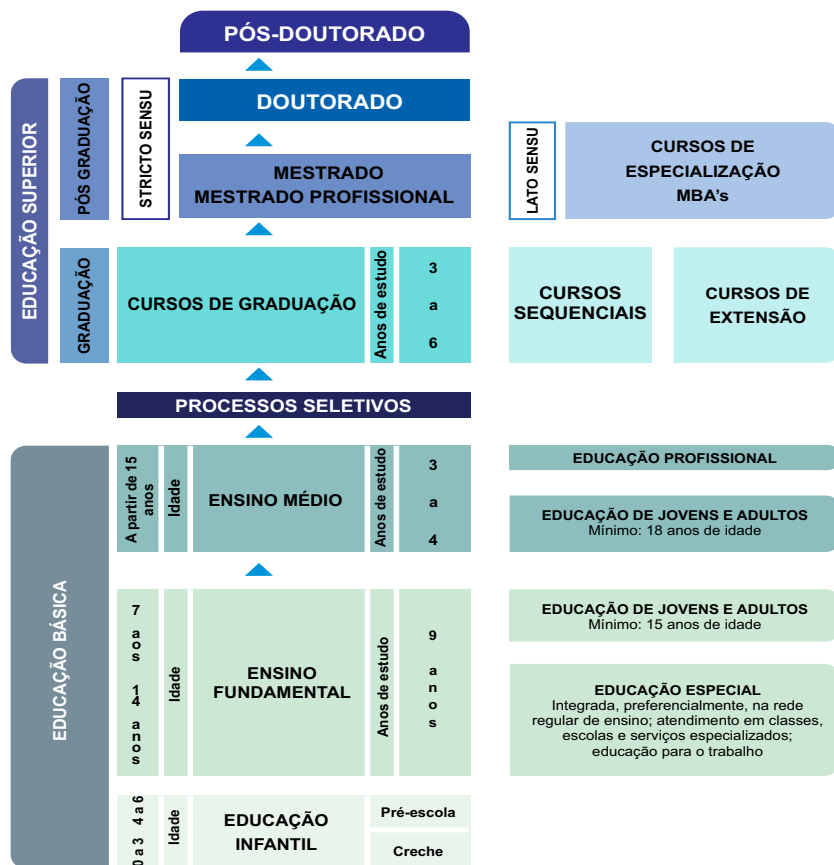 PÓS-DOUTORADO
EDUCAÇÃO SUPERIOR
PÓS GRADUAÇÃO
STRICTO SENSU
DOUTORADO
MESTRADO
MESTRADO PROFISSIONAL
LATO SENSU
CURSOS DE
ESPECIALIZAÇÃO
MBA's
GRADUAÇÃO
CURSOS DE GRADUAÇÃO
Anos de estudo
3
a
6
CURSOS
SEQUENCIAIS
CURSOS DE
EXTENSÃO
PROCESSOS SELETIVOS
EDUCAÇÃO BÁSICA
A partir de 15
anos
Idade
ENSINO MÉDIO
Anos de estudo
3
a
4
EDUCAÇÃO PROFISSIONAL
EDUCAÇÃO DE JOVENS E ADULTOS
Mínimo: 18 anos de idade
7 aos 14 anos
Idade
ENSINO
FUNDAMENTAL
Anos de estudo
9 anos
EDUCAÇÃO DE JOVENS E ADULTOS
Mínimo: 15 anos de idade
EDUCAÇÃO ESPECIAL
Integrada, preferencialmente, na rede
regular de ensino; atendimento em classes,
escolas e serviços especializados;
educação para o trabalho
0 a 3 4 a 6
Idade
EDUCAÇÃO
INFANTIL
Pré-escola
Creche